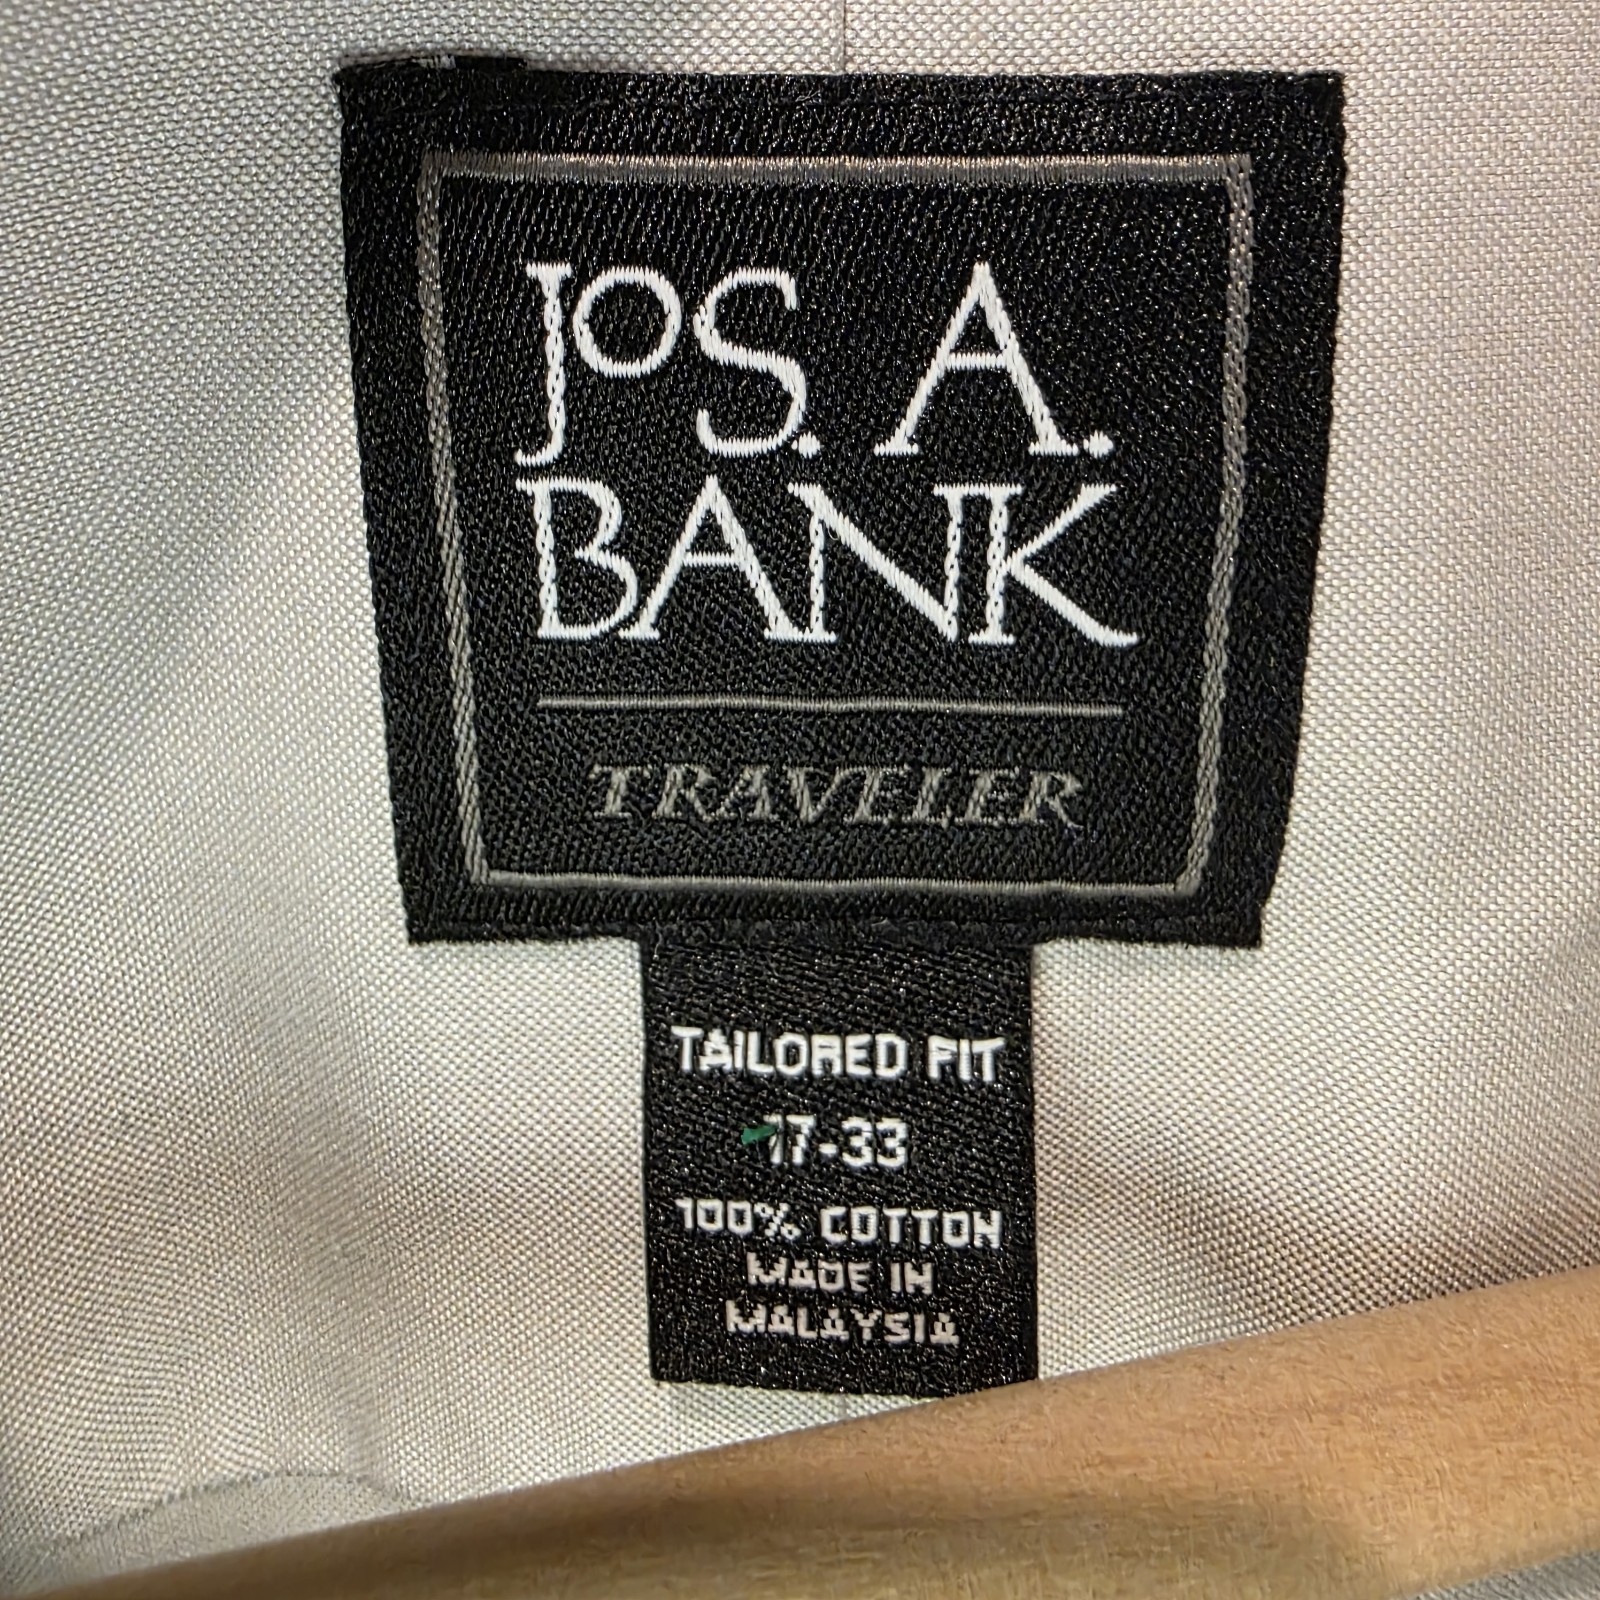 JOS. A.
BANK
TRAVELER
TAILORED FIT
17-33
100% COTTON
MADE IN
MALAYSIA